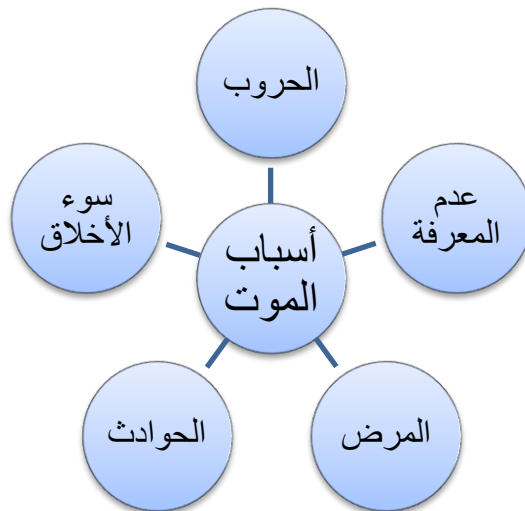 الحروب
عدم
المعرفة
سوء
الأخلاق
أسباب
الموت
المرض
الحوادث